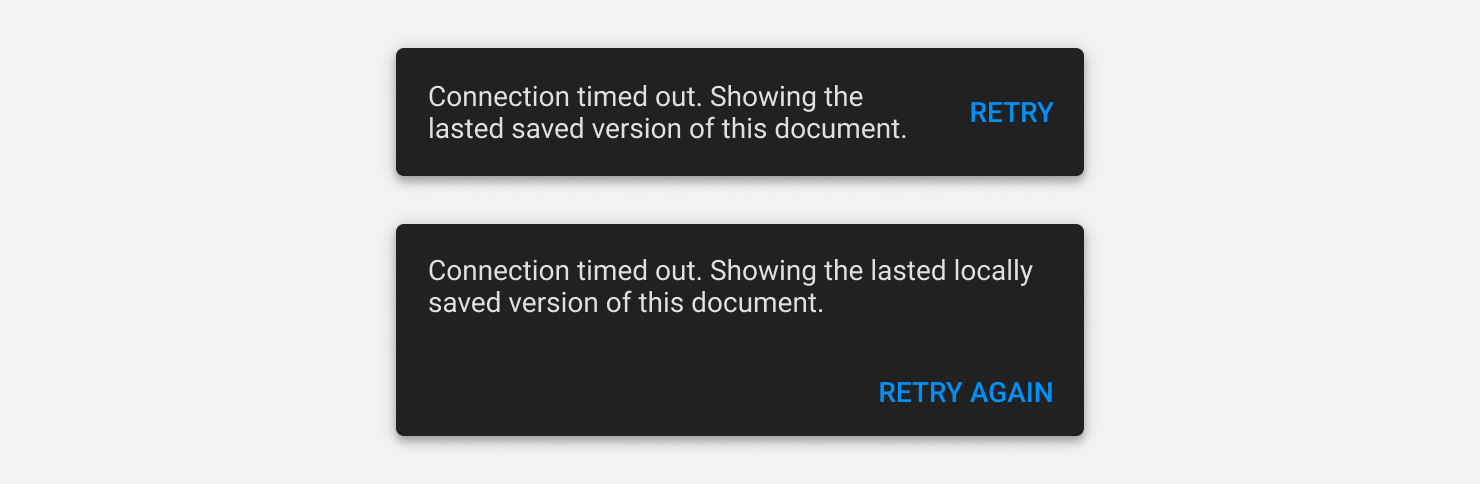 Connection timed out. Showing the
lasted saved version of this document.
RETRY
Connection timed out. Showing the lasted locally
saved version of this document.
RETRY AGAIN